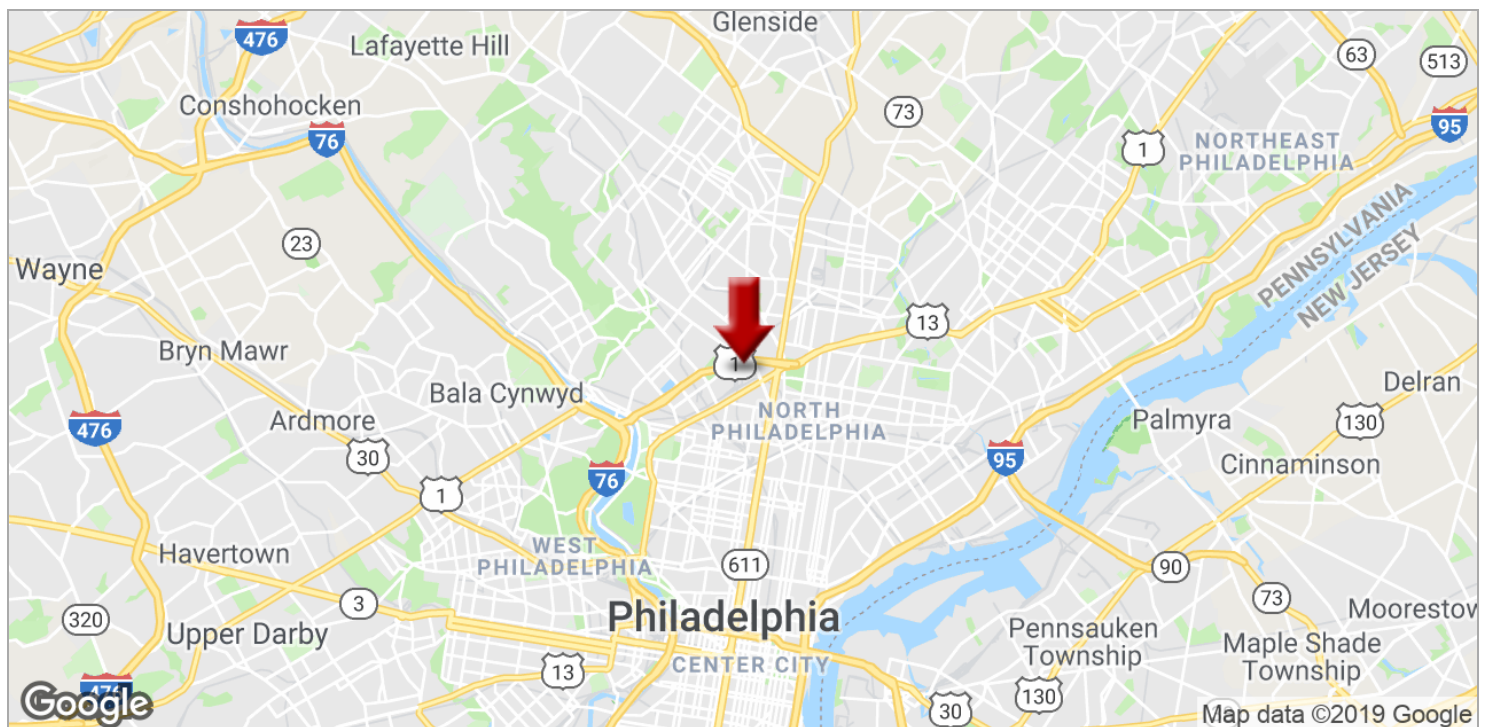 Glenside
476
Lafayette Hill
63
513
Conshohocken
73
95
76
1
NORTHEAST
PHILADELPHIA
23
PENNSYLVANIA
NEW JERSEY
Wayne
13
Bryn Mawr
1
Delran
Bala Cynwyd
NORTH
PHILADELPHIA
Ardmore
476
Palmyra
130
30
95
Cinnaminson
76
1
WEST
PHILADELPHIA
Havertown
611
90
3
73
320
Philadelphia
Moorestow
Upper Darby
Pennsauken
Township
Maple Shade
Township
CENTER CITY
13
476
130
30
Google
Map data ©2019 Google